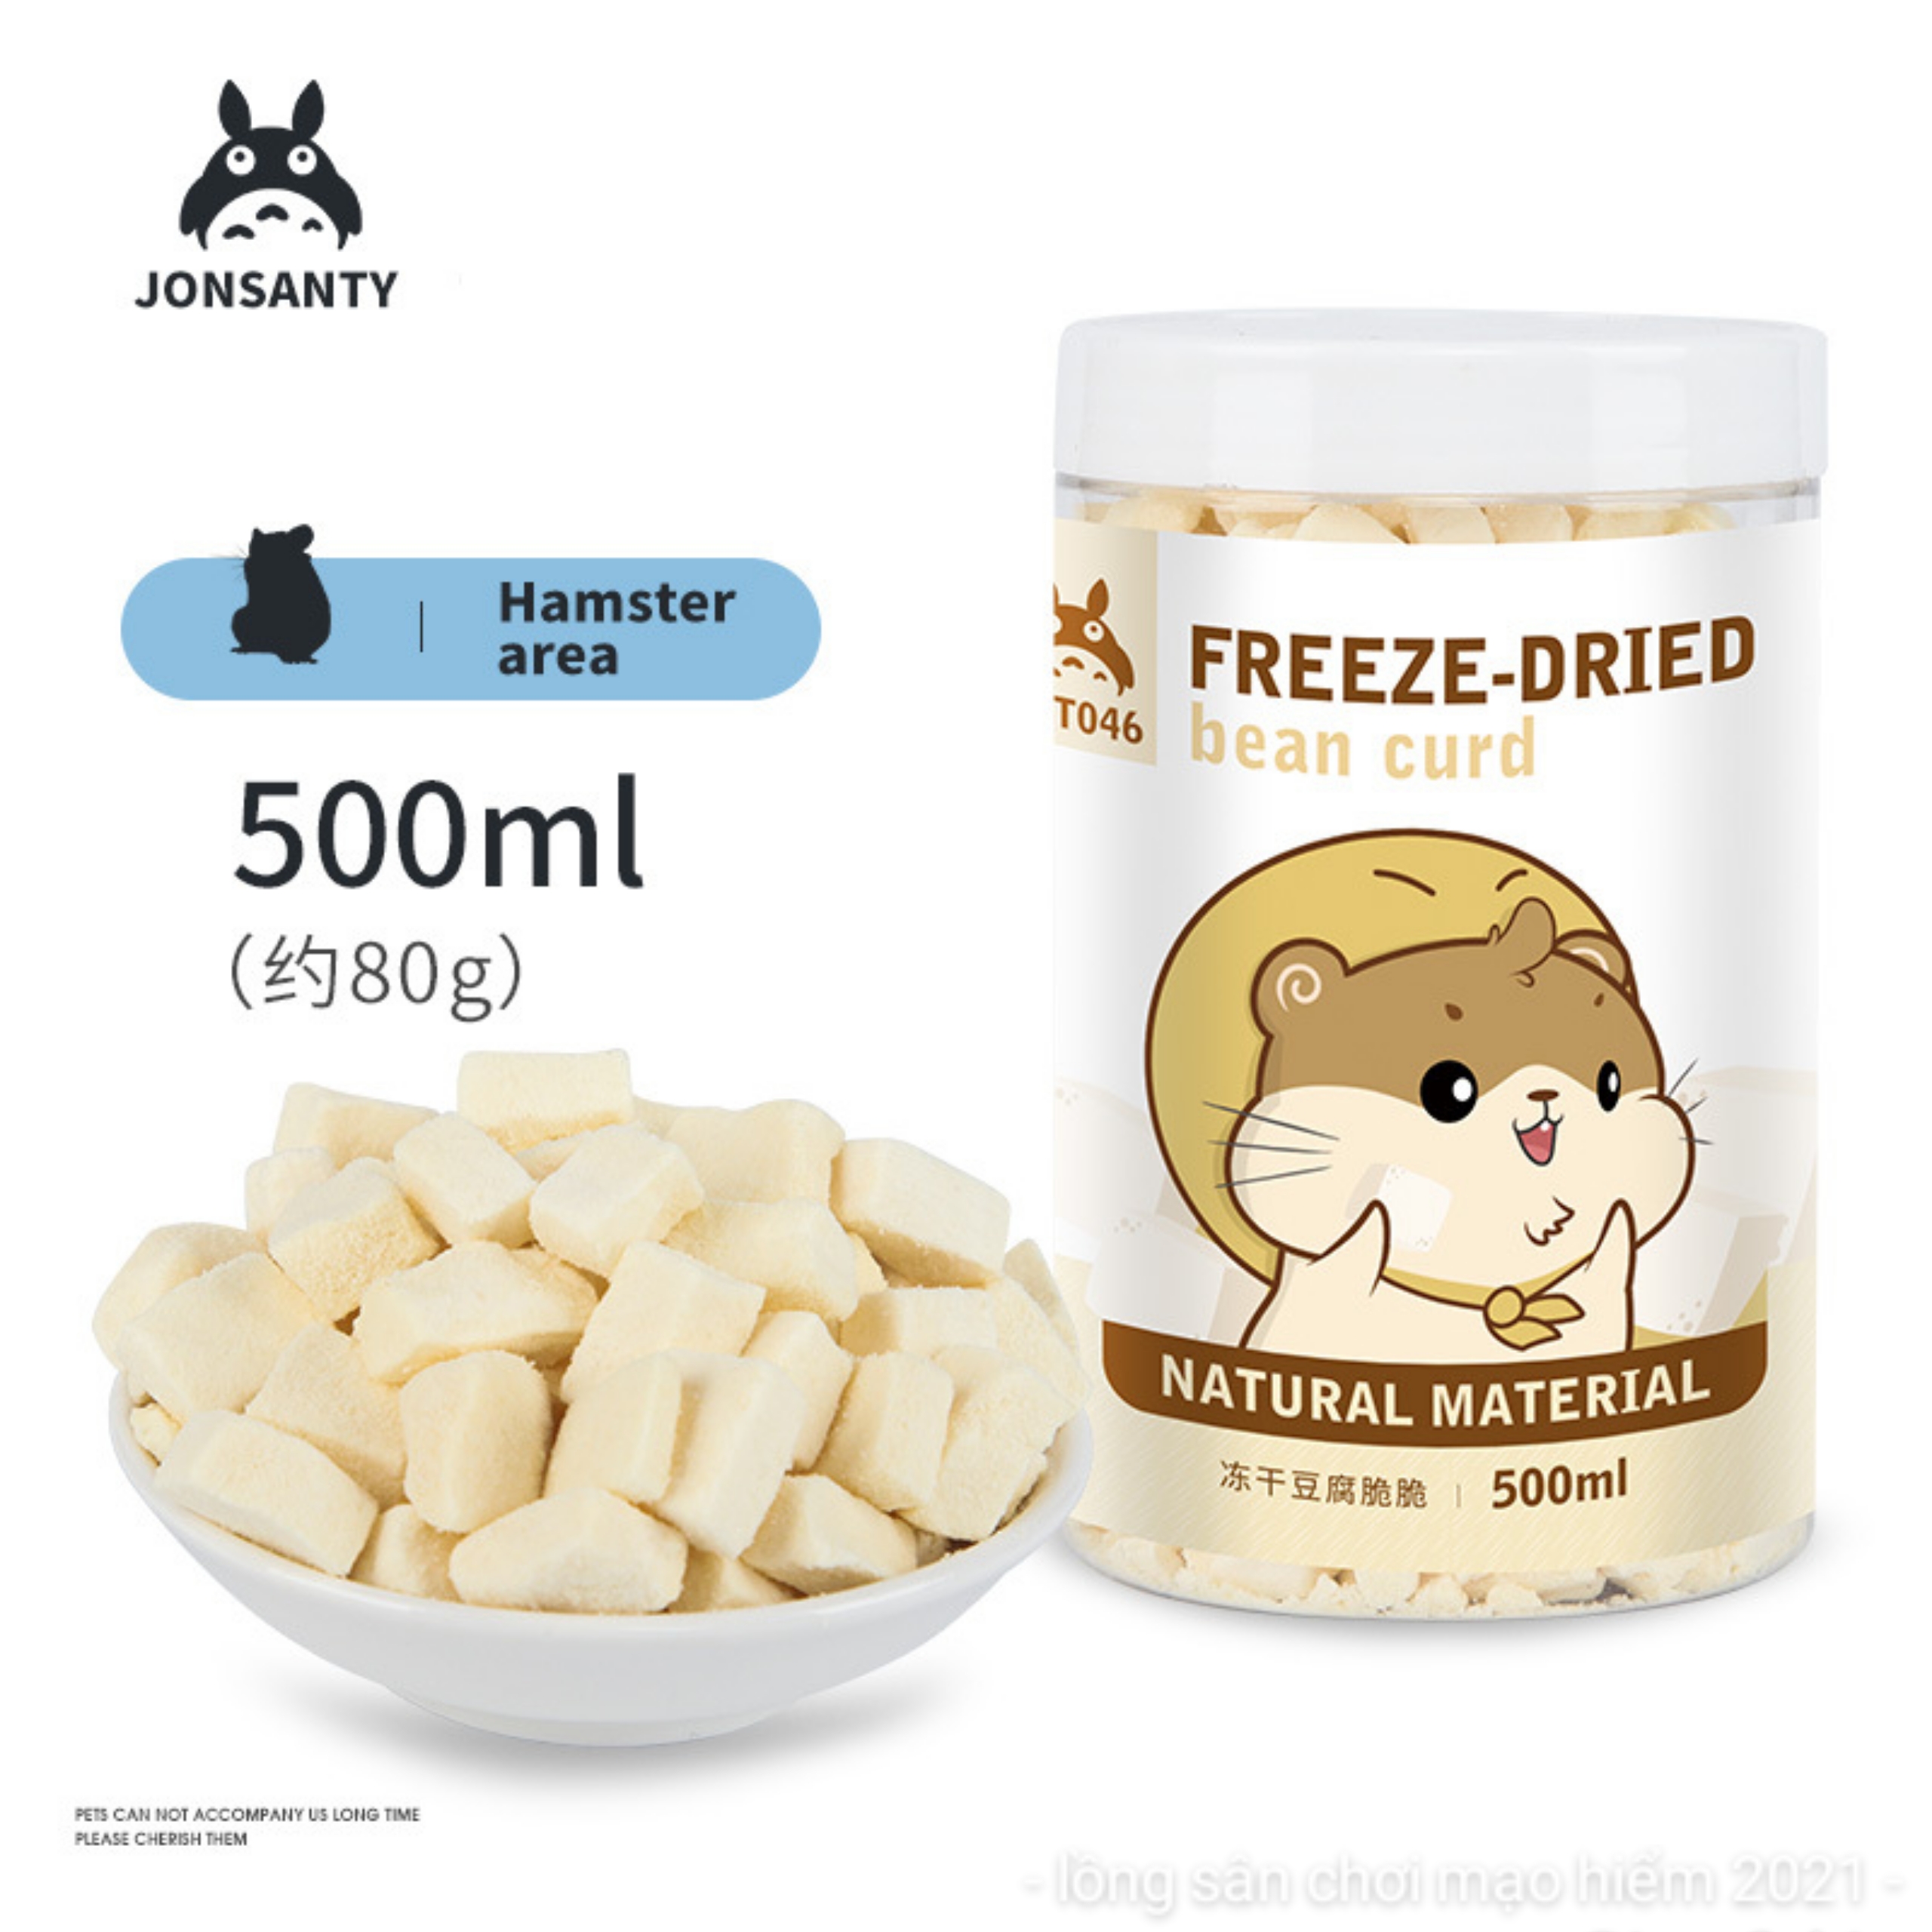 JONSANTY
Hamster
area
500ml
(约80g)
T046
FREEZE-DRIED
bean curd
NATURAL MATERIAL
冻干豆腐脆脆 | 500ml
PETS CAN NOT ACCOMPANY US LONG TIME
PLEASE CHERISH THEM
- lồng sân chơi mạo hiểm 2021 -